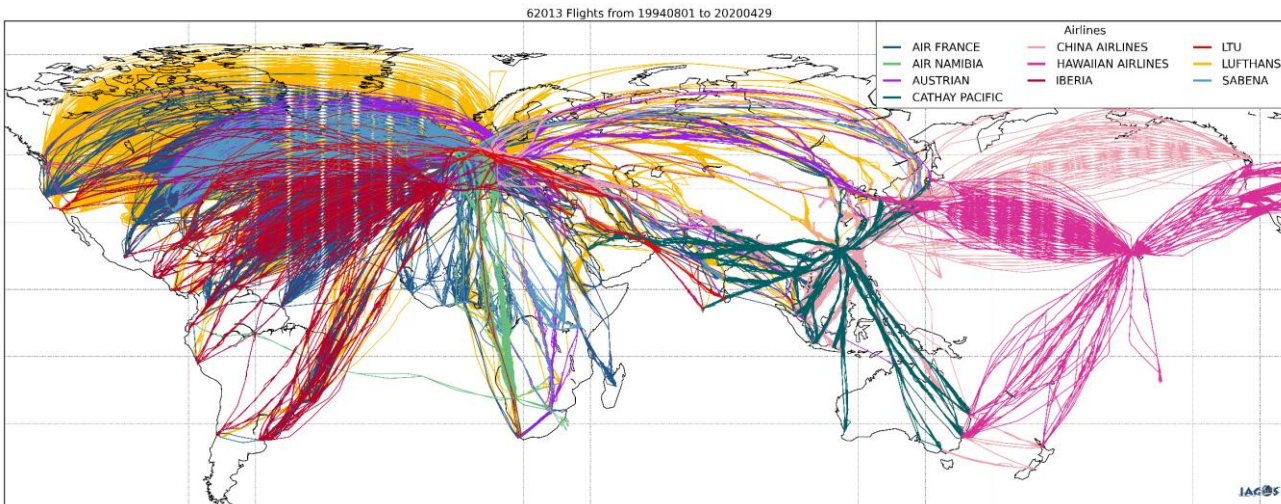 62013 Flights from 19940801 to 20200429
Airlines
AIR FRANCE
AIR NAMIBIA
AUSTRIAN
CATHAY PACIFIC
CHINA AIRLINES
HAWAIIAN AIRLINES
IBERIA
LTU
LUFTHANS
SABENA
IAGOS